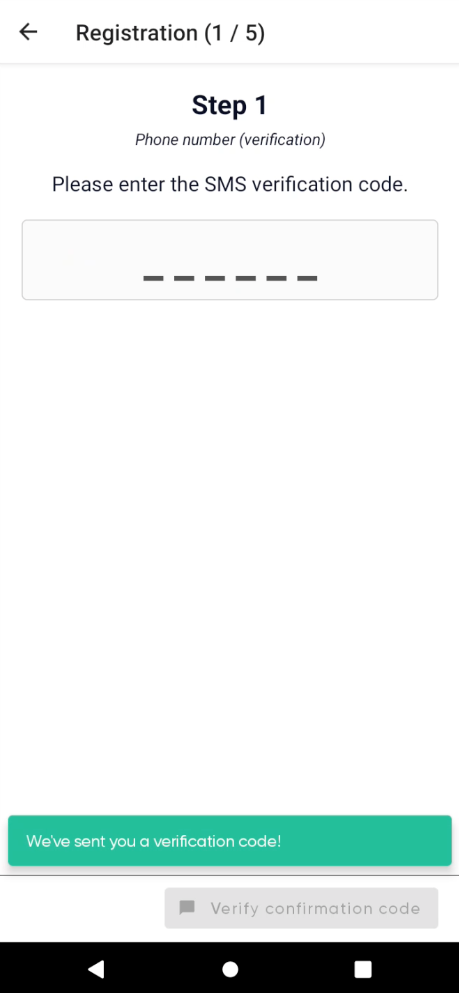 Registration (1 / 5)
Step 1
Phone number (verification)
Please enter the SMS verification code.
We've sent you a verification code!
Verify confirmation code